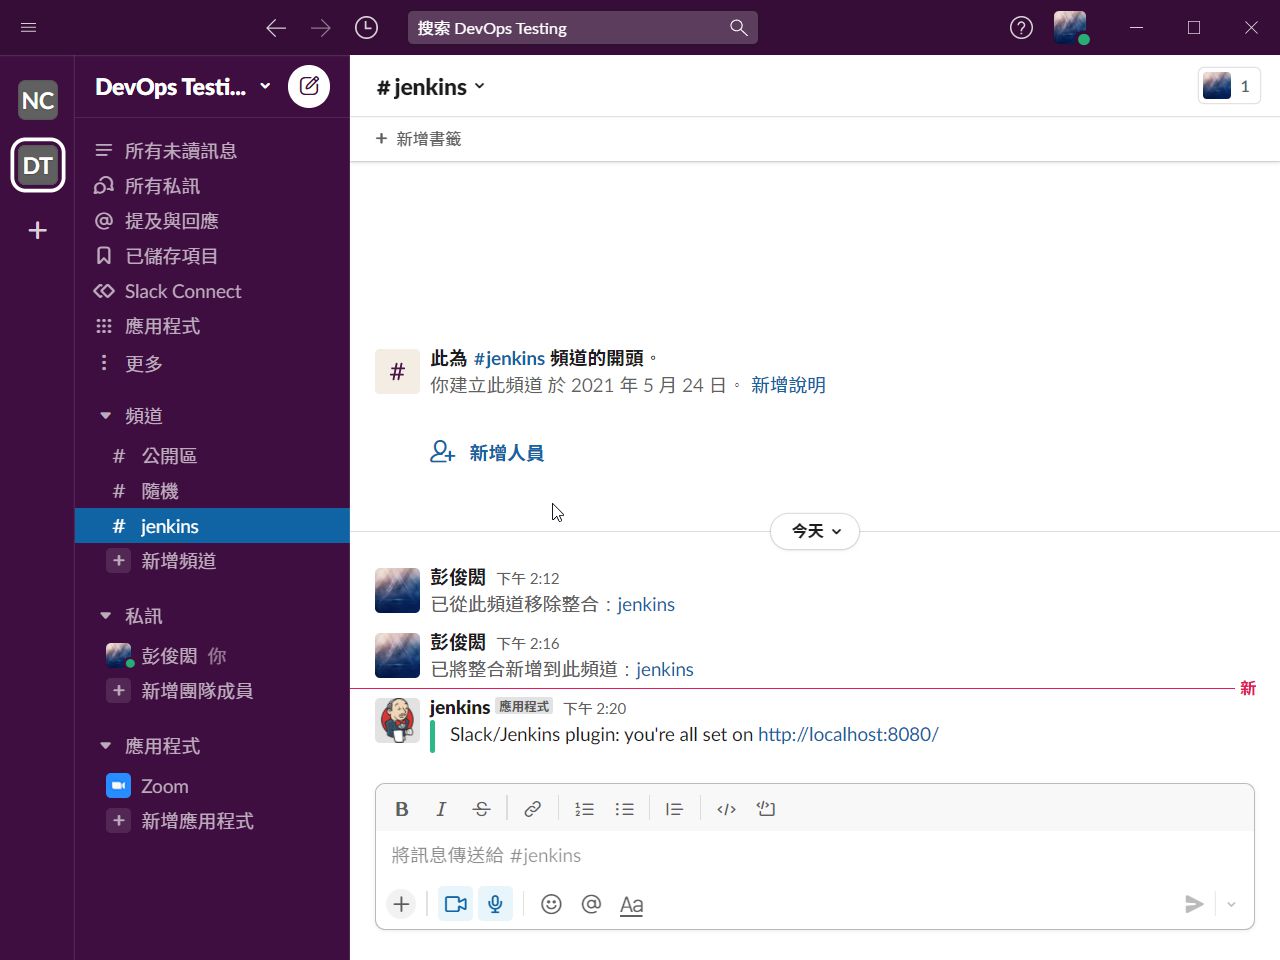 搜索 DevOps Testing
NC
DT
DevOps Testi...
所有未讀訊息
所有私訊
提及與回應
已儲存項目
Slack Connect
應用程式
更多
頻道
# 公開區
# 隨機
# jenkins
+ 新增頻道
私訊
彭俊閎 你
+ 新增團隊成員
應用程式
Zoom
+ 新增應用程式
# jenkins
1
+ 新增書籤
#
此為 #jenkins 頻道的開頭。
你建立此頻道 於 2021 年 5 月 24 日。 新增說明
新增人員
今天
彭俊閎 下午 2:12
已從此頻道移除整合：jenkins
彭俊閎 下午 2:16
已將整合新增到此頻道：jenkins
新
jenkins 應用程式 下午 2:20
Slack/Jenkins plugin: you're all set on http://localhost:8080/
B I S
將訊息傳送給 #jenkins
+ @ Aa